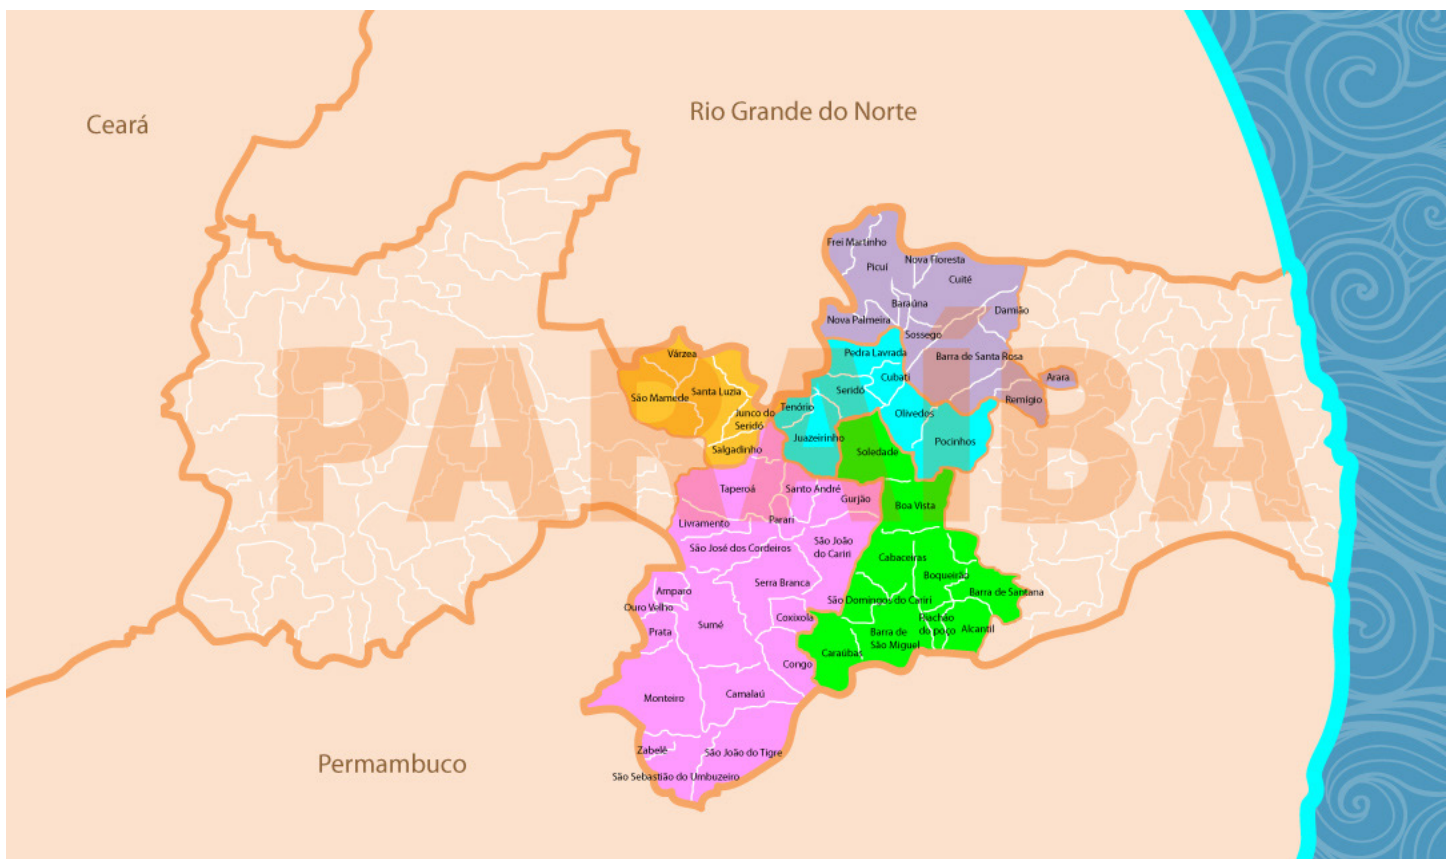 Ceará
Rio Grande do Norte
PARAÍBA
Permambuco
Frei Martinho
Picuí
Nova Floresta
Cuité
Baraúna
Damião
Nova Palmeira
Sossego
Pedra Lavrada
Barra de Santa Rosa
Cubati
Arara
Seridó
Remígio
Várzea
Santa Luzia
São Mamede
Junco do
Seridó
Salgadinho
Tenório
Olivedos
Juazeirinho
Pocinhos
Soledade
Taperoá
Santo André
Gurjão
Boa Vista
Livramento
Parari
São José dos Cordeiros
São João
do Cariri
Cabaceiras
Boqueirão
Serra Branca
Amparo
Barra de Santana
São Domingos do Cariri
Ouro Velho
Coxixola
Riachão
do poço
Alcantil
Prata
Sumé
Barra de
São Miguel
Caraúbas
Congo
Monteiro
Camalaú
Zabelê
São João do Tigre
São Sebastião do Umbuzeiro